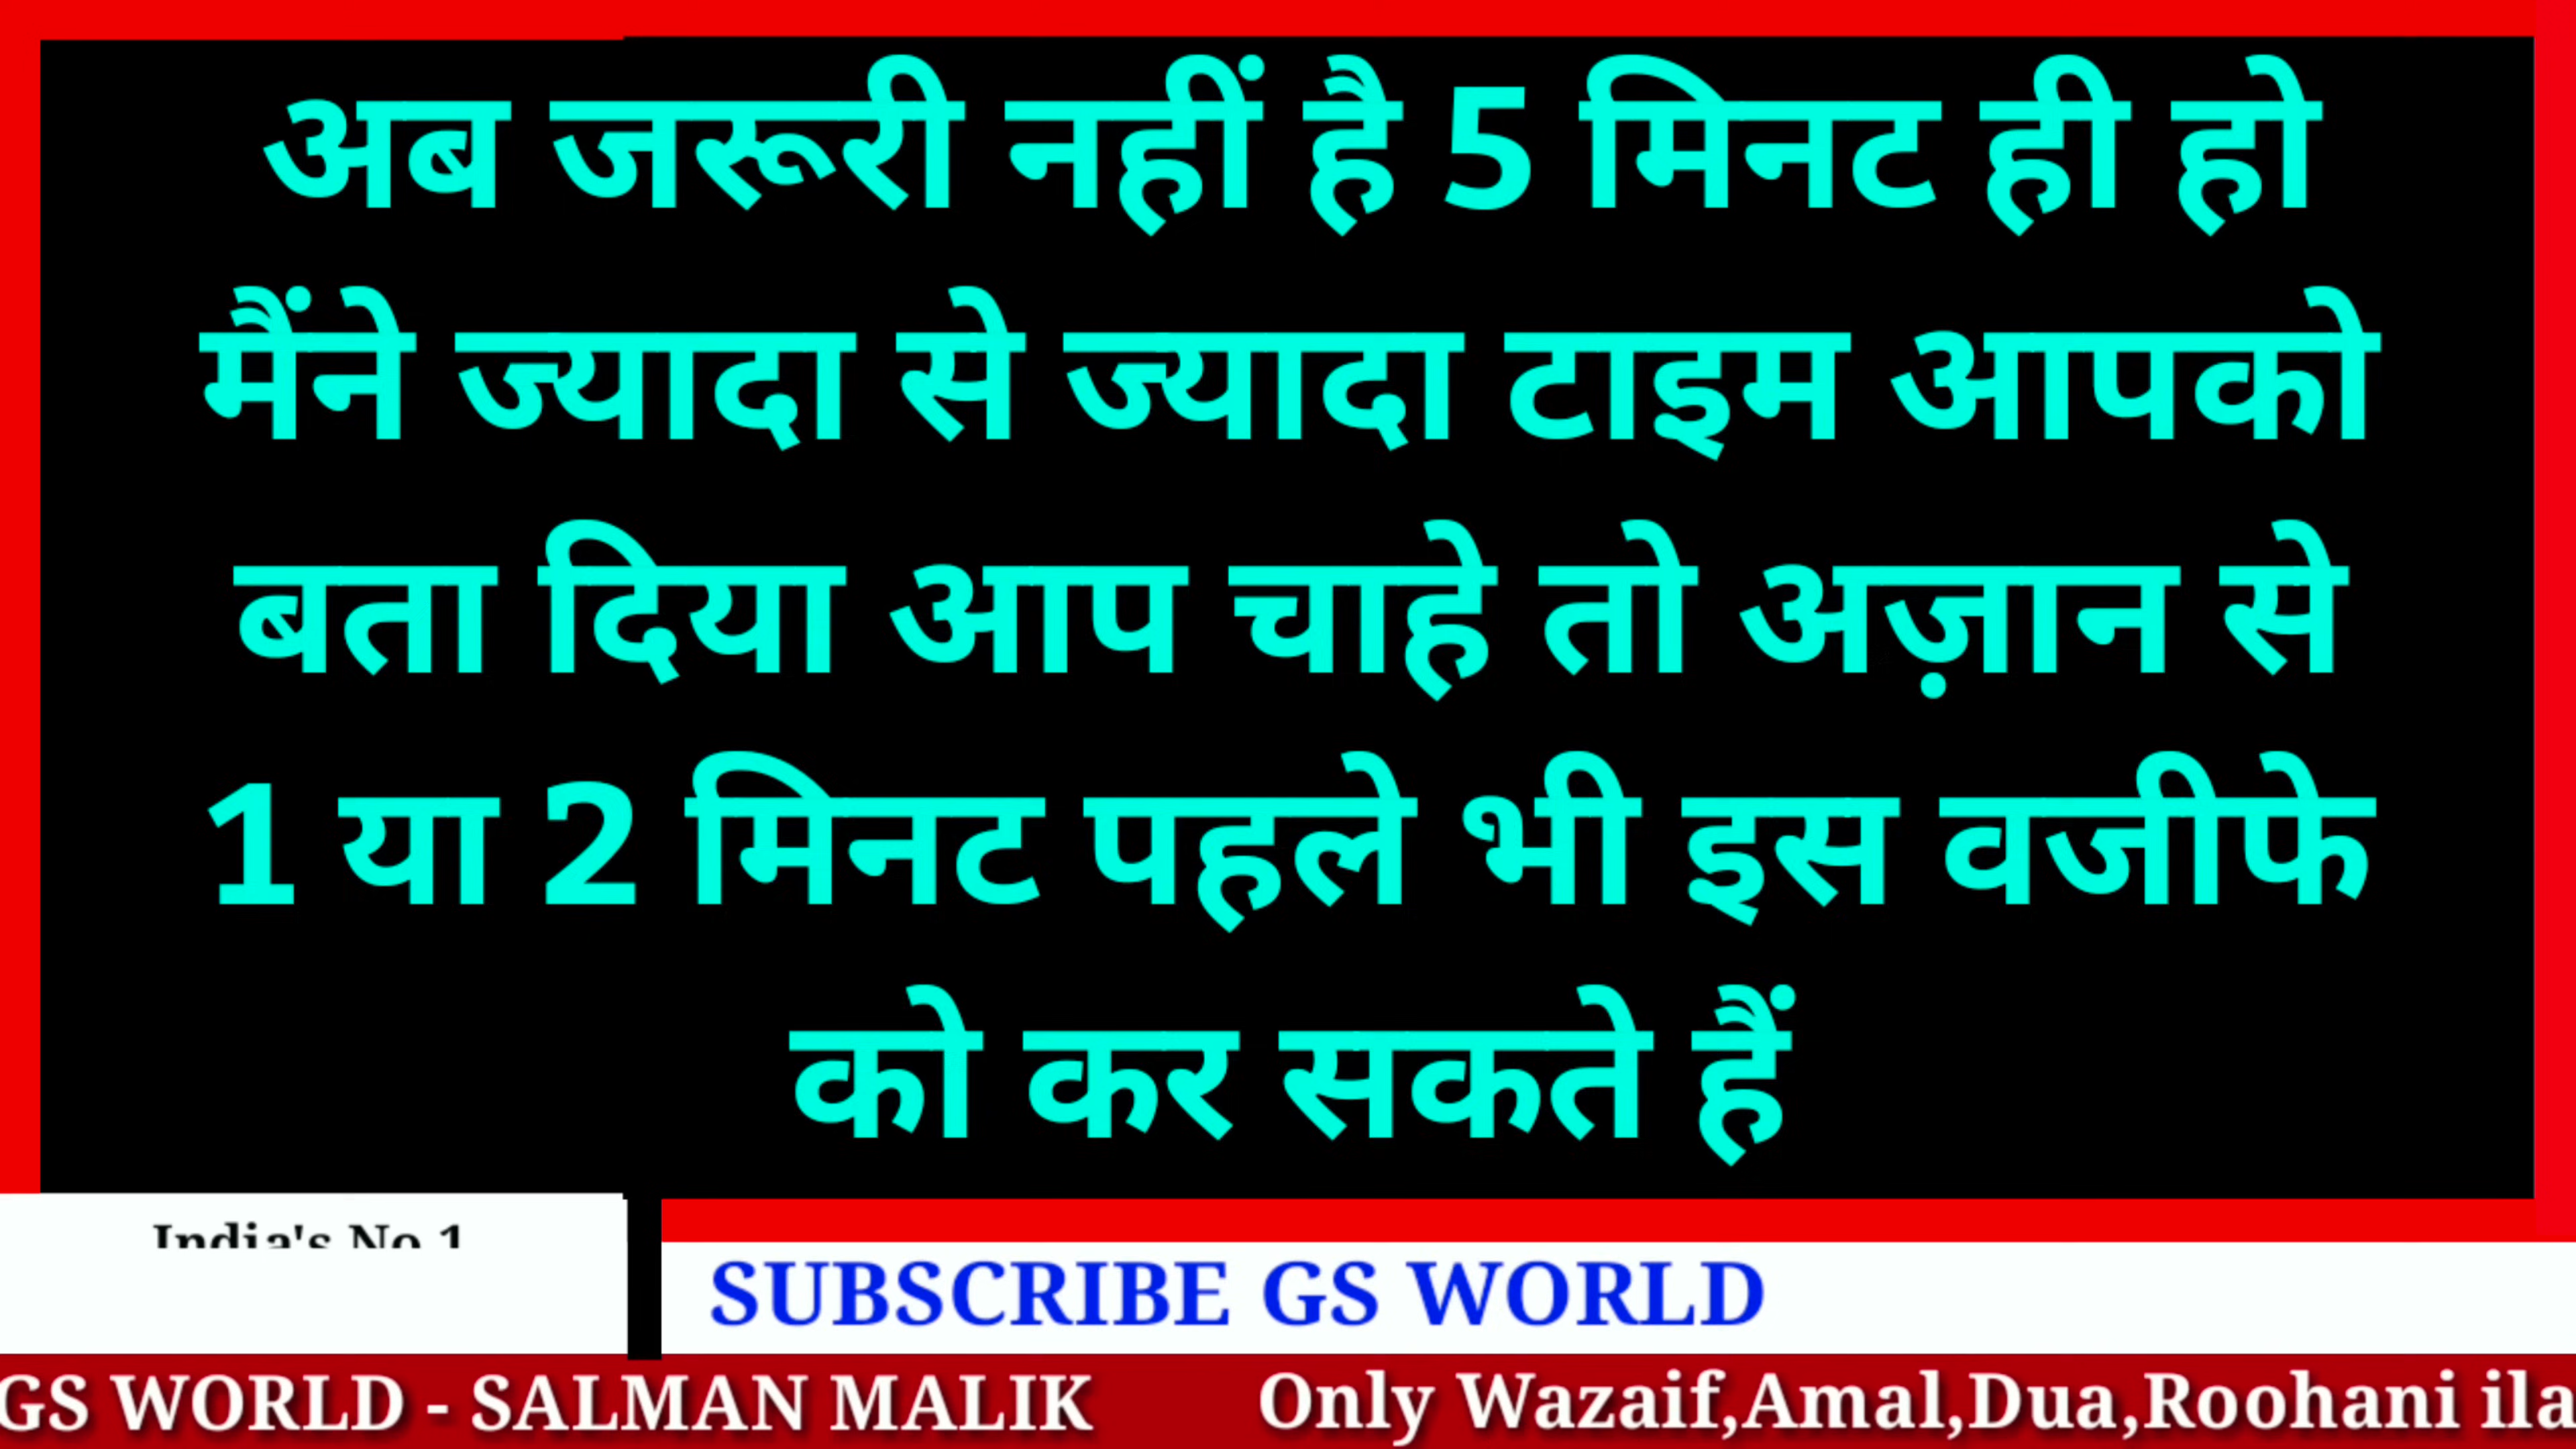 अब जरूरी नहीं है 5 मिनट ही हो
मैंने ज्यादा से ज्यादा टाइम आपको
बता दिया आप चाहे तो अज़ान से
1 या 2 मिनट पहले भी इस वजीफे
को कर सकते हैं
India's No 1
SUBSCRIBE GS WORLD
GS WORLD - SALMAN MALIK Only Wazaif,Amal,Dua,Roohani ila